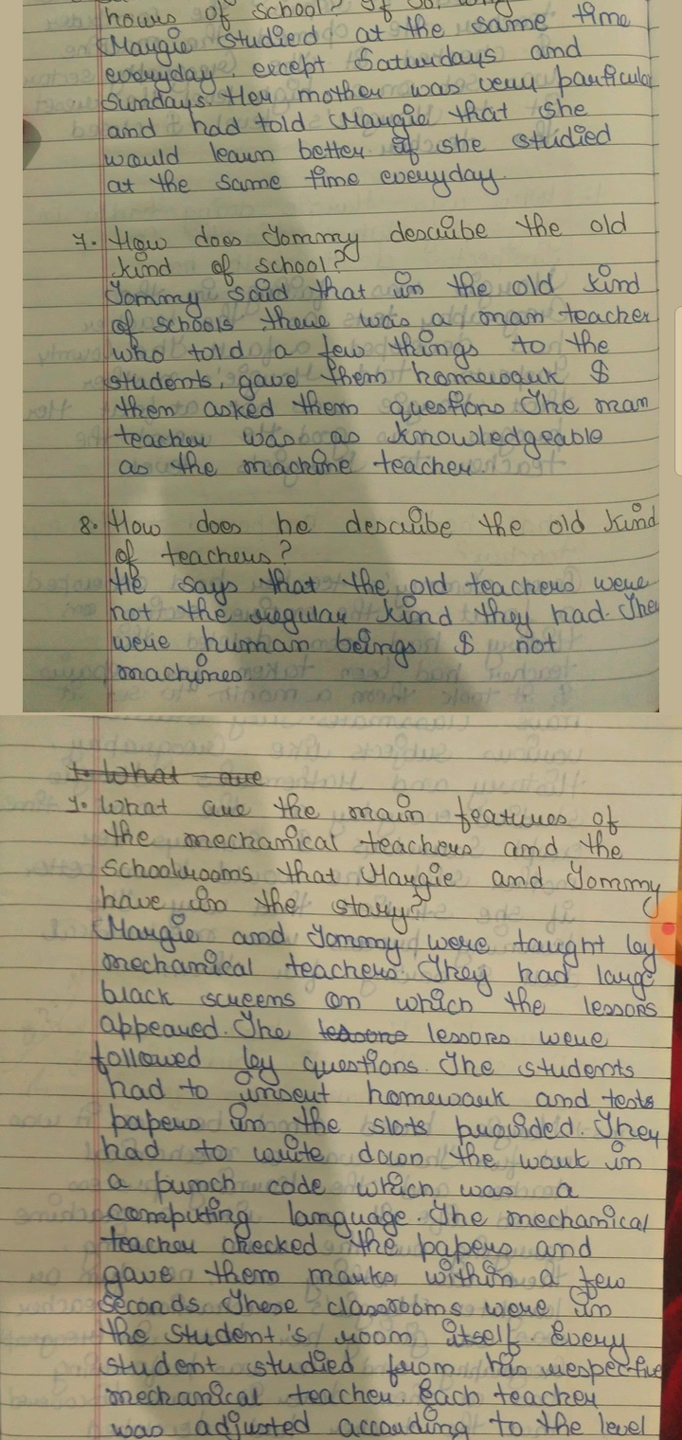 hours of school? If so, why
Margie studied at the same time
everyday, except Saturdays and
Sundays. Her mother was very particular
and had told Margie that she
would learn better if she studied
at the same time everyday.
7. How does Tommy describe the old
kind of school?
Tommy said that in the old kind
of schools there was a man teacher
who told a few things to the
students, gave them homework $
then asked them questions. The man
teacher was as knowledgeable
as the machine teacher.
8. How does he describe the old kind
of teachers?
He says that the old teachers were
not the regular kind they had. The
were human beings $ not
machines
1. What are
1. What are the main features of
the mechanical teachers and the
schoolrooms that Margie and Tommy
have in the story?
Margie and Tommy were taught by
mechanical teachers. They had large
black screens on which the lessons
appeared. The lessons lessons were
followed by questions. The students
had to insert homework and tests
papers in the slots provided. They
had to write down the work in
a punch code which was a
computing language. The mechanical
teacher checked the papers and
gave them marks within a few
seconds. These classrooms were in
the student's room itself. Every
student studied from his respective
mechanical teacher. Each teacher
was adjusted according to the level